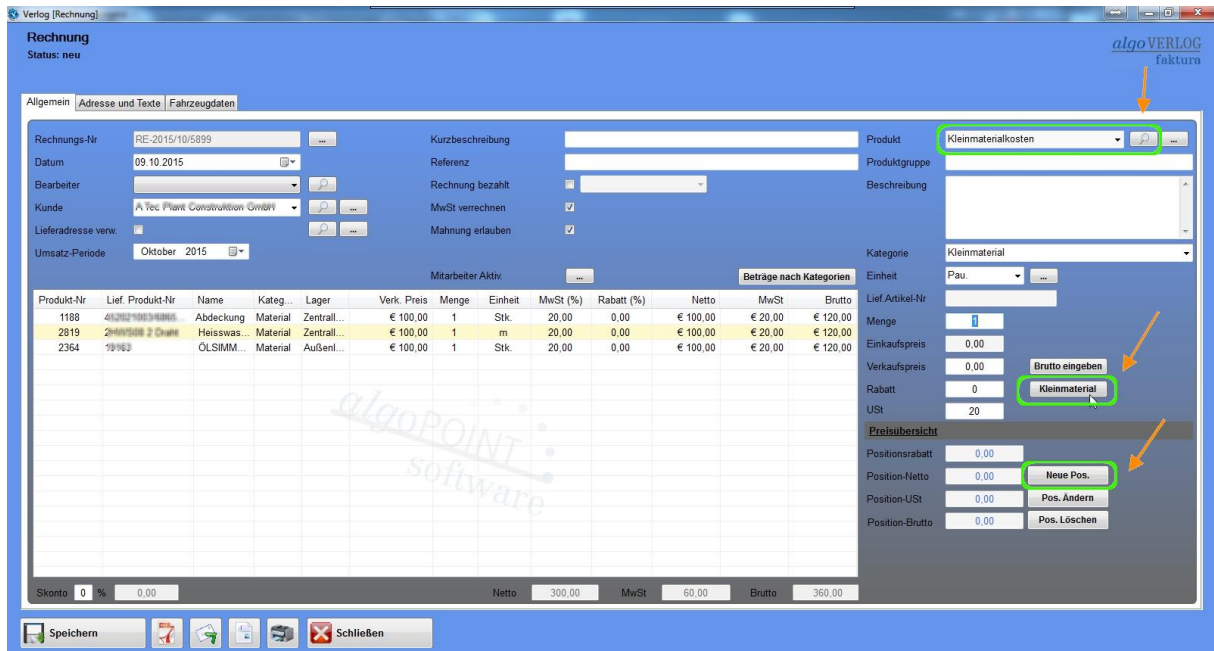 Verlog [Rechnung]
Rechnung
Status: neu
algoVERLOG
faktura
Allgemein Adresse und Texte Fahrzeugdaten
Rechnungs-Nr RE-2015/10/5899 ... Kurzbeschreibung Produkt Kleinmaterialkosten ...
Datum 09.10.2015 Referenz Produktgruppe
Bearbeiter Rechnung bezahlt Beschreibung
Kunde A Tec Plant Construktion GmbH ... MwSt verrechnen
Lieferadresse verw. ... Mahnung erlauben
Umsatz-Periode Oktober 2015 Kategorie Kleinmaterial
Mitarbeiter Aktiv. ... Beträge nach Kategorien Einheit Pau. ...
Produkt-Nr Lief. Produkt-Nr Name Kateg... Lager Verk. Preis Menge Einheit MwSt (%) Rabatt (%) Netto MwSt Brutto
1188 Abdeckung Material Zentrall... € 100,00 1 Stk. 20,00 0,00 € 100,00 € 20,00 € 120,00
2819 Heisswas... Material Zentrall... € 100,00 1 m 20,00 0,00 € 100,00 € 20,00 € 120,00
2364 ÖLSIMM... Material Außenl... € 100,00 1 Stk. 20,00 0,00 € 100,00 € 20,00 € 120,00
Lief.Artikel-Nr
Menge 1
Einkaufspreis 0,00
Verkaufspreis 0,00 Brutto eingeben
Rabatt 0 Kleinmaterial
USt 20
Preisübersicht
Positionsrabatt 0,00
Position-Netto 0,00 Neue Pos.
Position-USt 0,00 Pos. Ändern
Position-Brutto 0,00 Pos. Löschen
algoPOINT
software
Skonto 0 % 0,00 Netto 300,00 MwSt 60,00 Brutto 360,00
Speichern Schließen